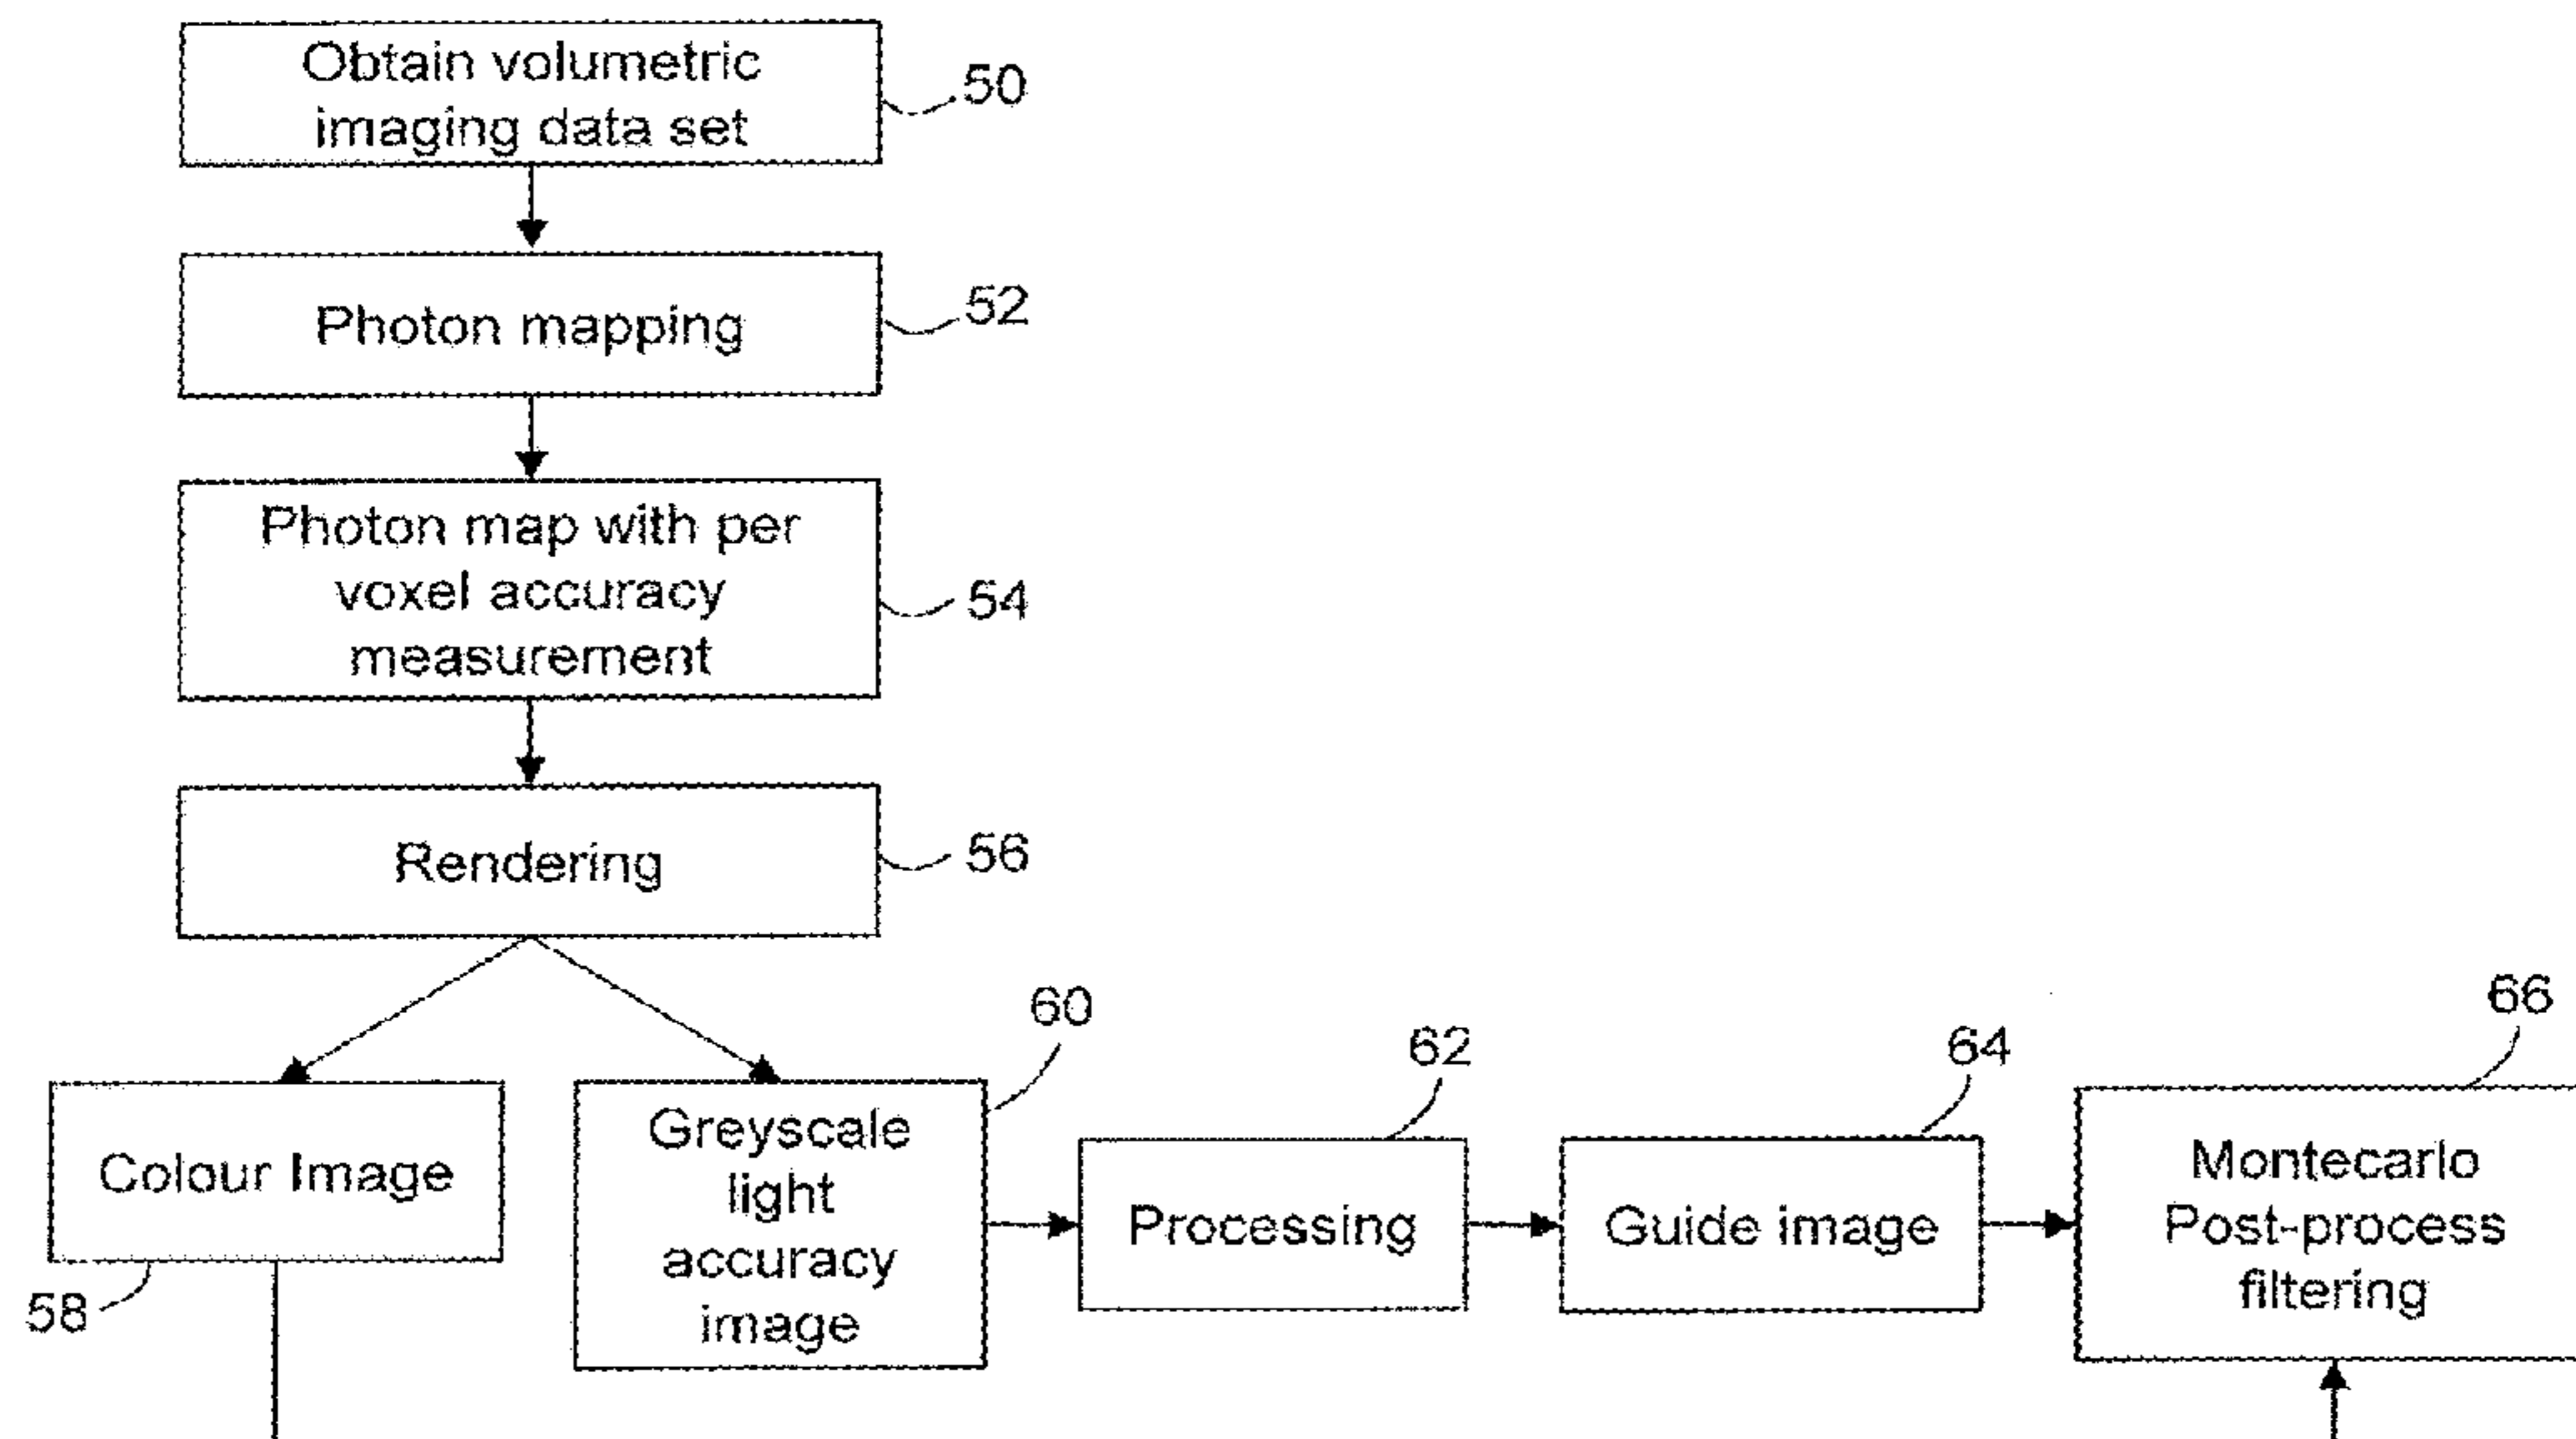 Obtain volumetric
imaging data set
50
Photon mapping
52
Photon map with per
voxel accuracy
measurement
54
Rendering
56
Colour Image
58
Greyscale
light
accuracy
image
60
Processing
62
Guide image
64
Montecarlo
Post-process
filtering
66